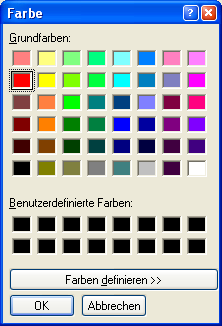 Farbe
Grundfarben:
Benutzerdefinierte Farben:
Farben definieren >>
OK Abbrechen